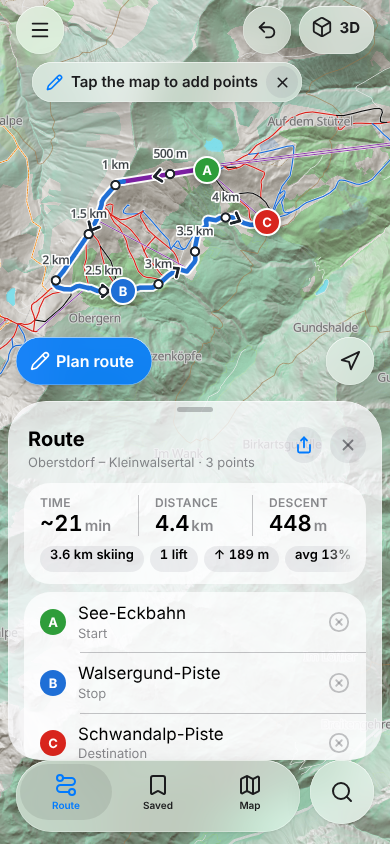 3D
Tap the map to add points
Auf dem Stützel
500 m
1 km
A
4 km
1.5 km
C
3.5 km
2 km
3 km
2.5 km
B
Obergern
Gundshalde
Plan route
Route
Oberstdorf – Kleinwalsertal · 3 points
TIME
~21 min
DISTANCE
4.4 km
DESCENT
448 m
3.6 km skiing
1 lift
↑ 189 m
avg 13%
A
See-Eckbahn
Start
B
Walsergund-Piste
Stop
C
Schwandalp-Piste
Destination
Route
Saved
Map